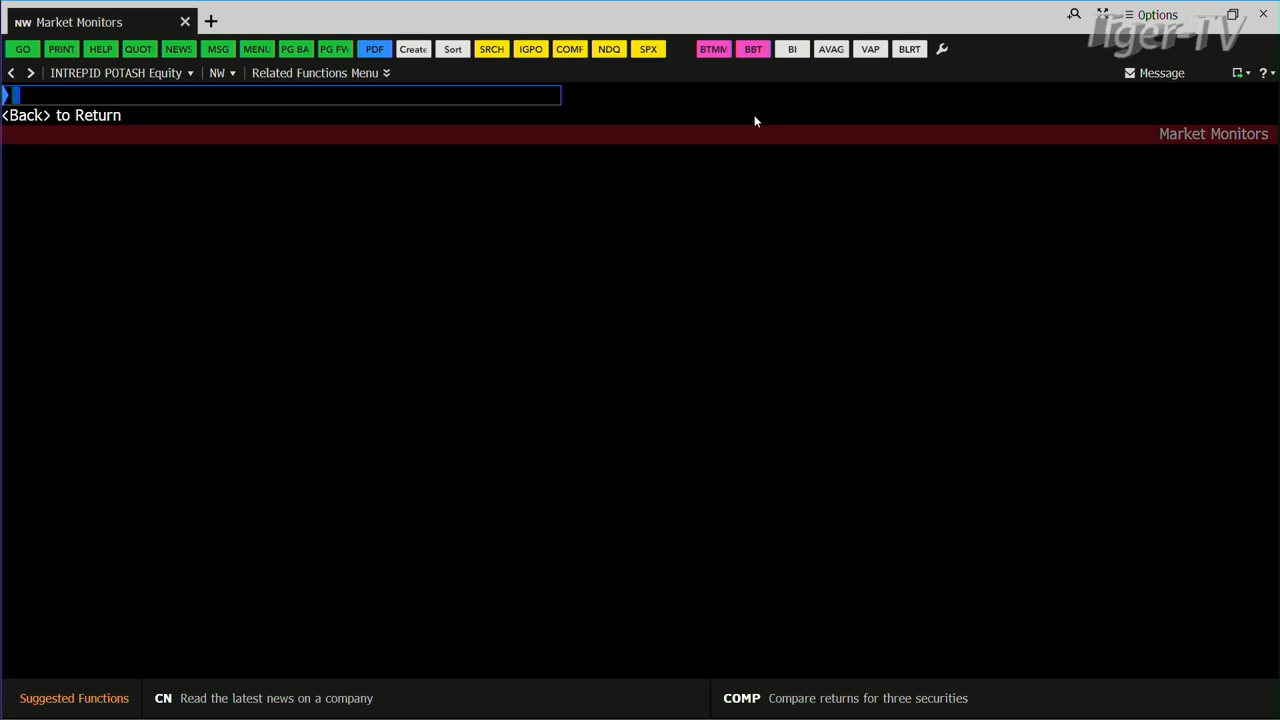 NW Market Monitors
Options
Tiger-TV
GO PRINT HELP QUOT NEWS MSG MENU PG BA PG FW PDF Create Sort SRCH IGPO COMF NDQ SPX BTMM BBT BI AVAG VAP BLRT
INTREPID POTASH Equity NW Related Functions Menu Message ?
<Back> to Return
Market Monitors
Suggested Functions CN Read the latest news on a company COMP Compare returns for three securities